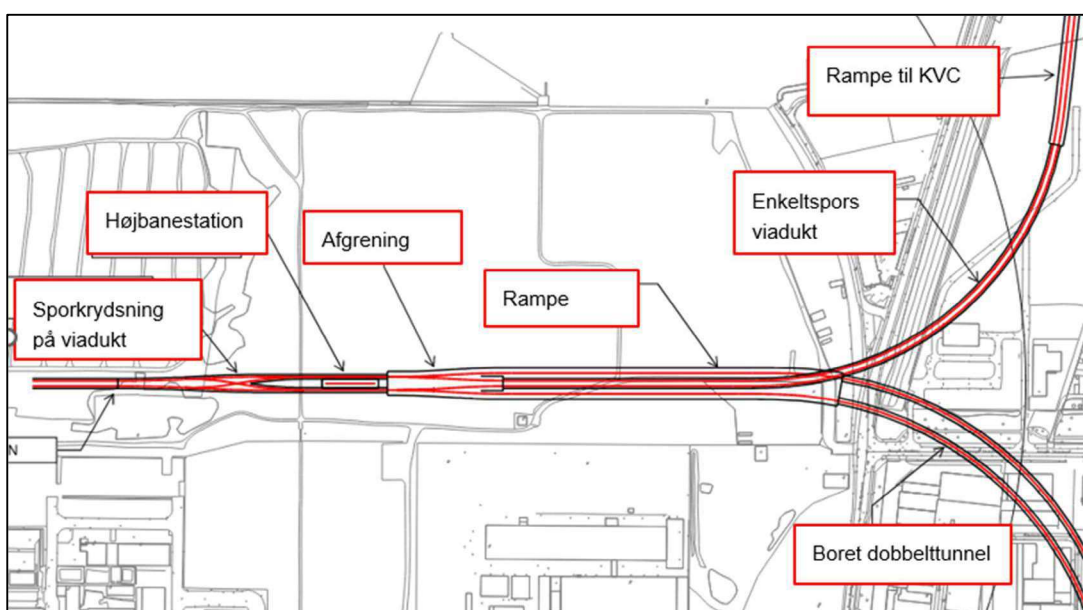 Rampe til KVC
Højbanestation
Afgrening
Enkeltspors
viadukt
Rampe
Sporkrydsning
på viadukt
N
Boret dobbelttunnel